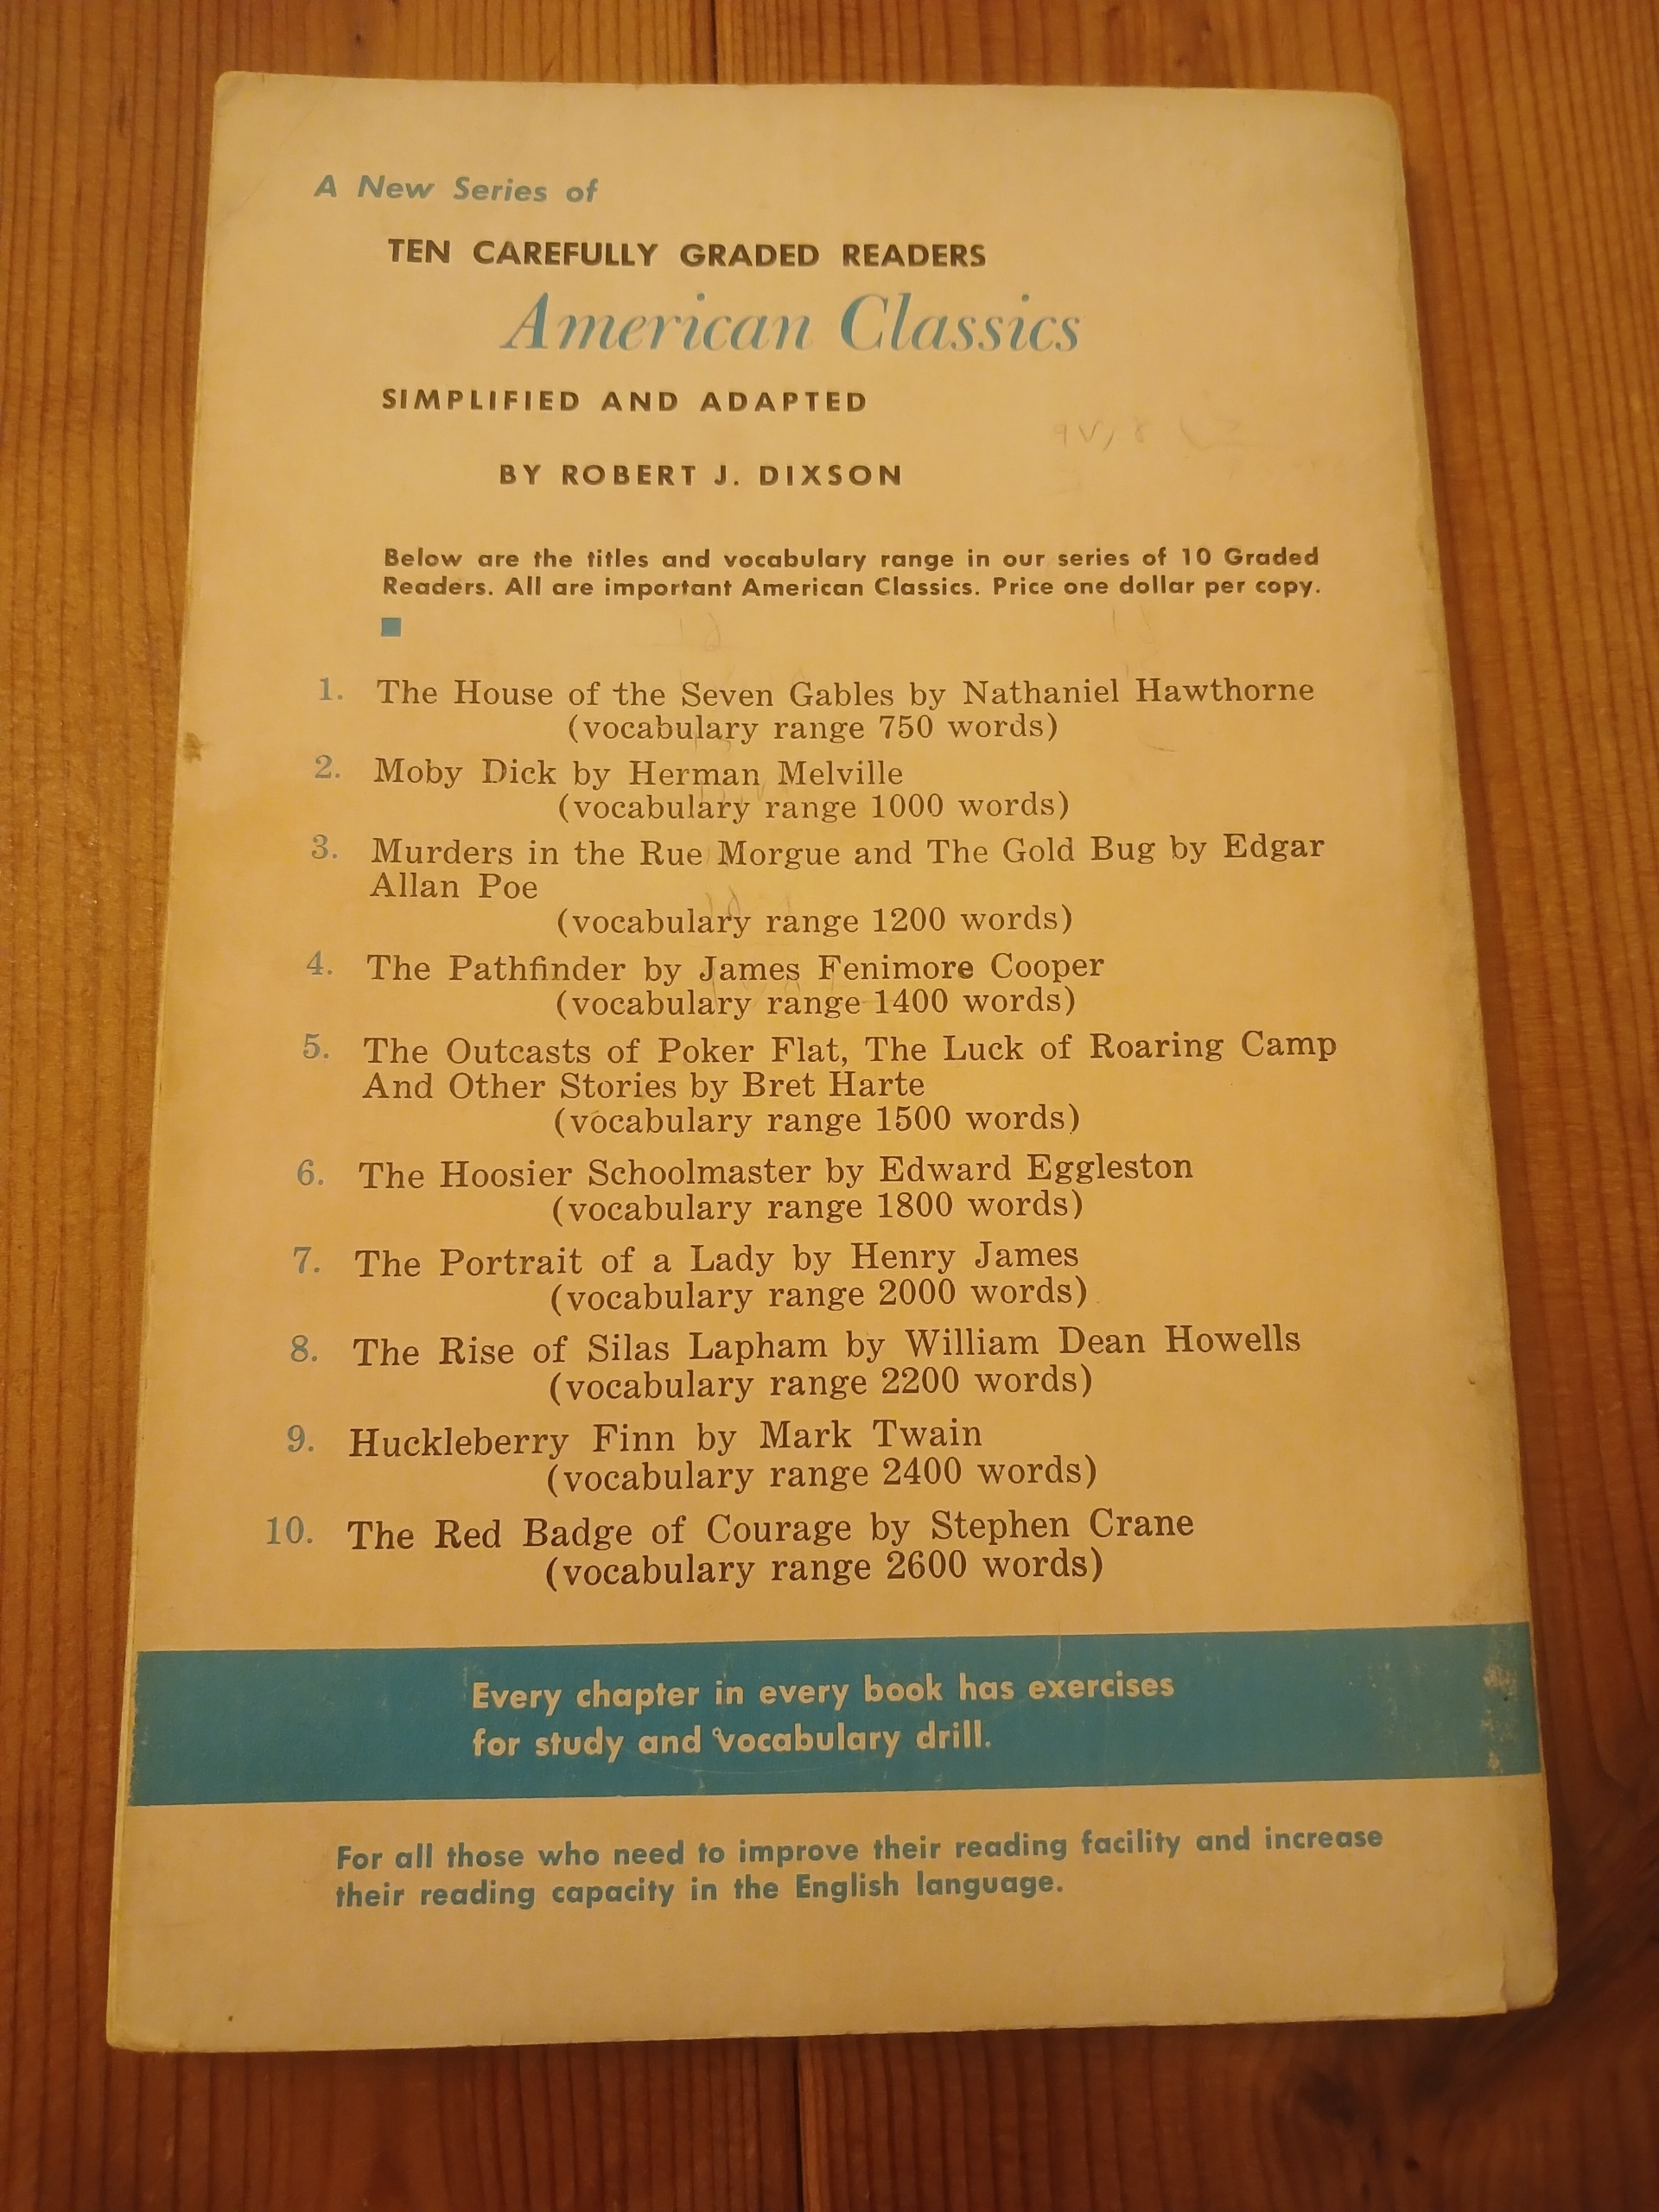 A New Series of
TEN CAREFULLY GRADED READERS
American Classics
SIMPLIFIED AND ADAPTED
BY ROBERT J. DIXSON
Below are the titles and vocabulary range in our series of 10 Graded
Readers. All are important American Classics. Price one dollar per copy.
1. The House of the Seven Gables by Nathaniel Hawthorne
(vocabulary range 750 words)
2. Moby Dick by Herman Melville
(vocabulary range 1000 words)
3. Murders in the Rue Morgue and The Gold Bug by Edgar
Allan Poe
(vocabulary range 1200 words)
4. The Pathfinder by James Fenimore Cooper
(vocabulary range 1400 words)
5. The Outcasts of Poker Flat, The Luck of Roaring Camp
And Other Stories by Bret Harte
(vocabulary range 1500 words)
6. The Hoosier Schoolmaster by Edward Eggleston
(vocabulary range 1800 words)
7. The Portrait of a Lady by Henry James
(vocabulary range 2000 words)
8. The Rise of Silas Lapham by William Dean Howells
(vocabulary range 2200 words)
9. Huckleberry Finn by Mark Twain
(vocabulary range 2400 words)
10. The Red Badge of Courage by Stephen Crane
(vocabulary range 2600 words)
Every chapter in every book has exercises
for study and vocabulary drill.
For all those who need to improve their reading facility and increase
their reading capacity in the English language.